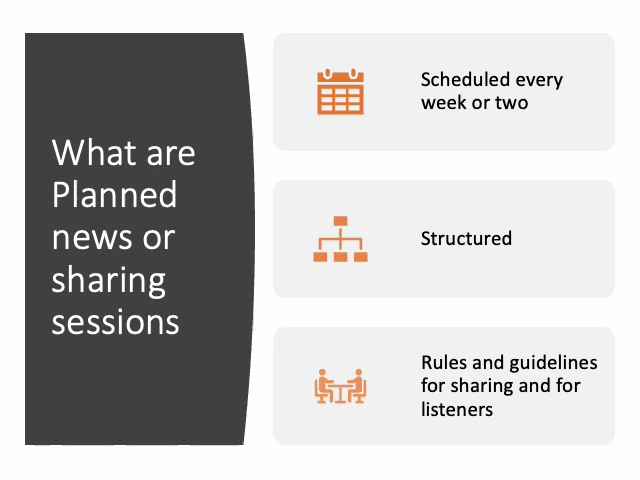 What are
Planned
news or
sharing
sessions
Scheduled every
week or two
Structured
Rules and guidelines
for sharing and for
listeners